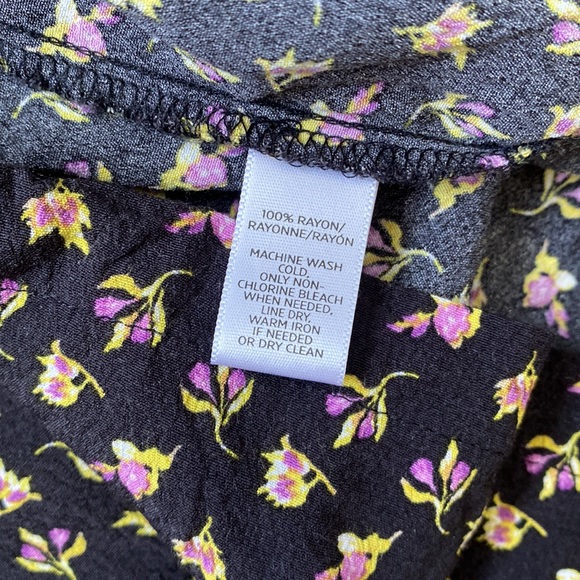 100% RAYON/
RAYONNE/RAYÓN
MACHINE WASH
COLD.
ONLY NON-
CHLORINE BLEACH
WHEN NEEDED.
LINE DRY.
WARM IRON
IF NEEDED
OR DRY CLEAN